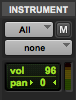 INSTRUMENT
All M
none
vol 96
pan 0